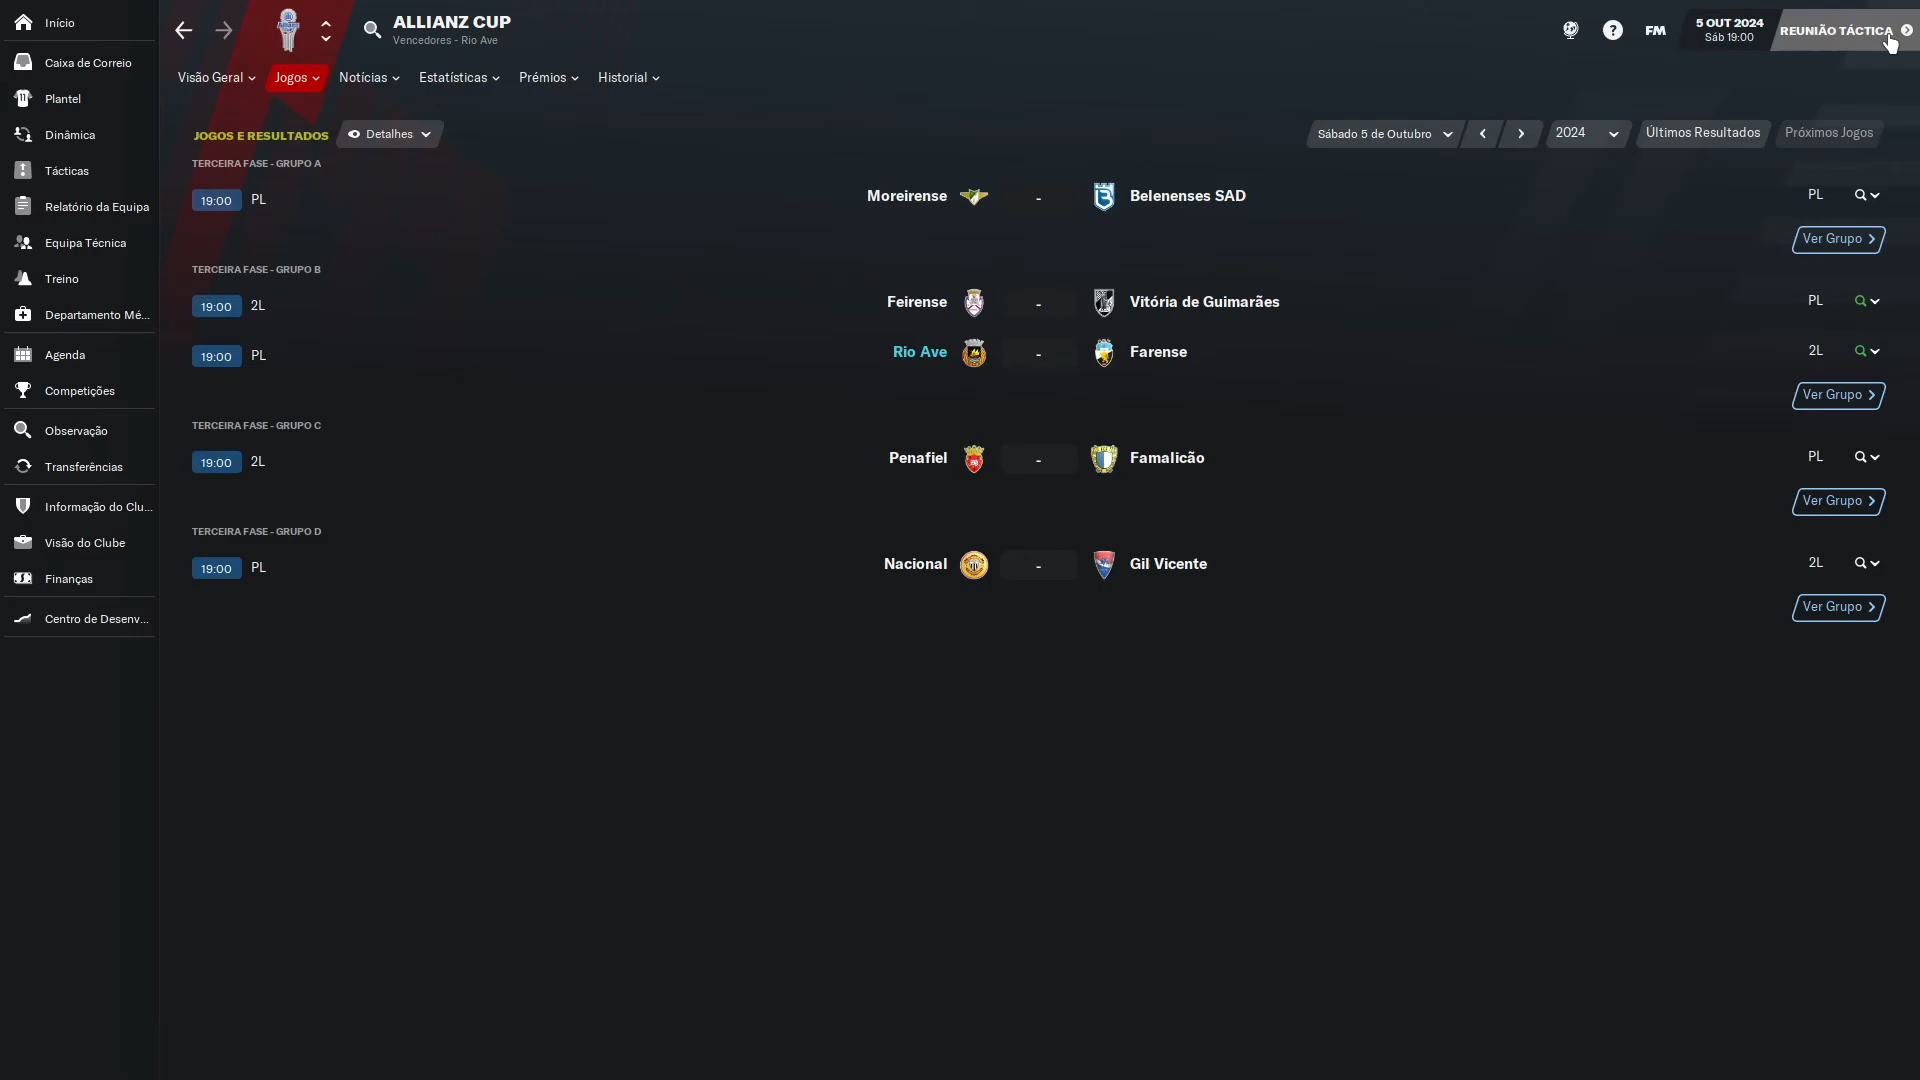 Início
Caixa de Correio
Plantel
Dinâmica
Tácticas
Relatório da Equipa
Equipa Técnica
Treino
Departamento Mé...
Agenda
Competições
Observação
Transferências
Informação do Clu...
Visão do Clube
Finanças
Centro de Desenv...
ALLIANZ CUP
Vencedores - Rio Ave
FM
5 OUT 2024
Sáb 19:00
REUNIÃO TÁCTICA
Visão Geral Jogos Notícias Estatísticas Prémios Historial
JOGOS E RESULTADOS Detalhes Sábado 5 de Outubro 2024 Últimos Resultados Próximos Jogos
TERCEIRA FASE - GRUPO A
19:00 PL Moreirense - Belenenses SAD PL
Ver Grupo
TERCEIRA FASE - GRUPO B
19:00 2L Feirense - Vitória de Guimarães PL
19:00 PL Rio Ave - Farense 2L
Ver Grupo
TERCEIRA FASE - GRUPO C
19:00 2L Penafiel - Famalicão PL
Ver Grupo
TERCEIRA FASE - GRUPO D
19:00 PL Nacional - Gil Vicente 2L
Ver Grupo